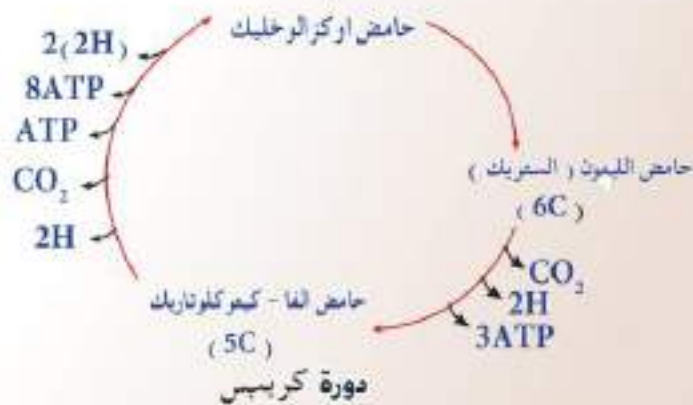 حامض اوكزالوخليك
حامض الليمون ( الستريك )
( 6C )
CO₂
2H
3ATP
حامض الفا - كيتوكلوتاريك
( 5C )
2H
CO₂
ATP
8ATP
2(2H)
دورة كريبس